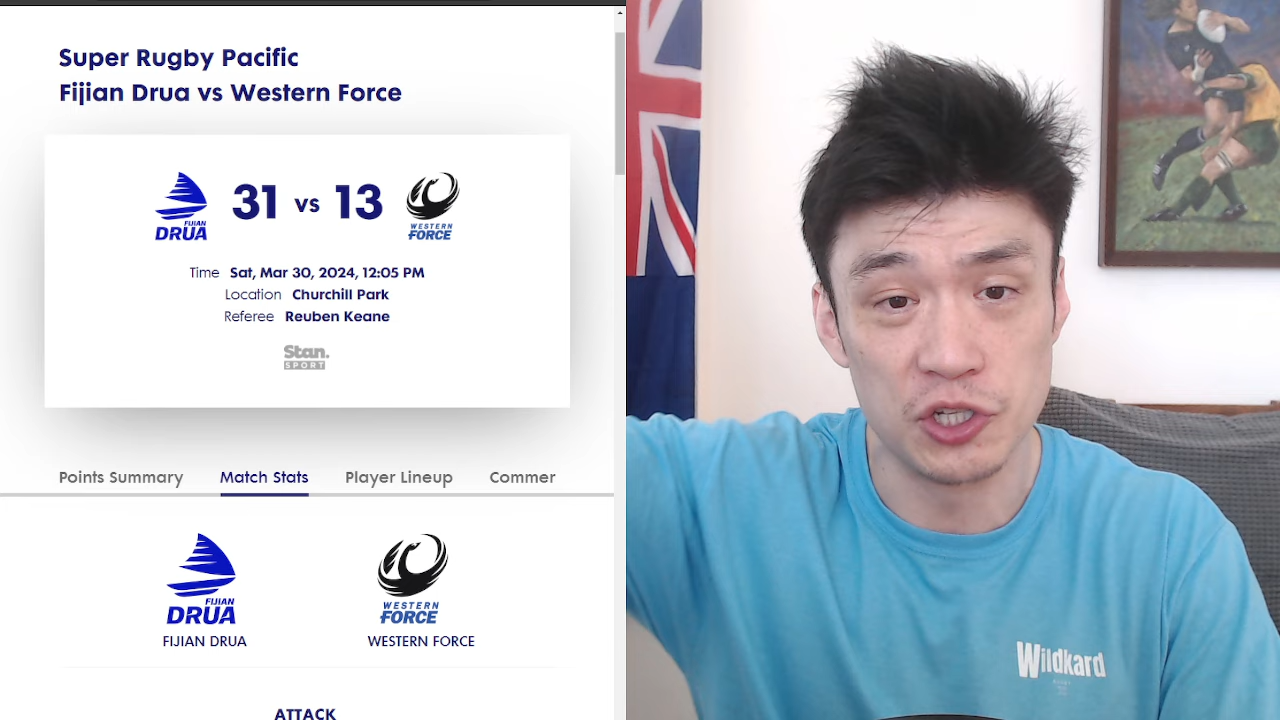 Super Rugby Pacific
Fijian Drua vs Western Force
FIJIAN
DRUA
31 vs 13
WESTERN
FORCE
Time Sat, Mar 30, 2024, 12:05 PM
Location Churchill Park
Referee Reuben Keane
Stan.
SPORT
Points Summary Match Stats Player Lineup Commer
FIJIAN
DRUA
WESTERN
FORCE
FIJIAN DRUA WESTERN FORCE
ATTACK
Wildkard